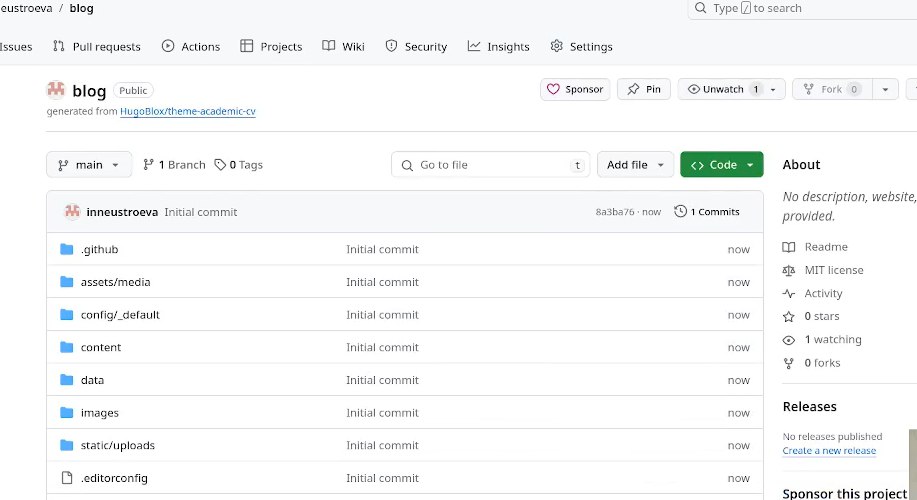 neustroeva / blog
Type / to search
Issues Pull requests Actions Projects Wiki Security Insights Settings
blog Public
Sponsor Pin Unwatch 1 Fork 0
generated from HugoBlox/theme-academic-cv
main 1 Branch 0 Tags Go to file t Add file Code
inneustroeva Initial commit 8a3ba76 · now 1 Commits
.github Initial commit now
assets/media Initial commit now
config/_default Initial commit now
content Initial commit now
data Initial commit now
images Initial commit now
static/uploads Initial commit now
.editorconfig Initial commit now
About
No description, website,
provided.
Readme
MIT license
Activity
0 stars
1 watching
0 forks
Releases
No releases published
Create a new release
Sponsor this project